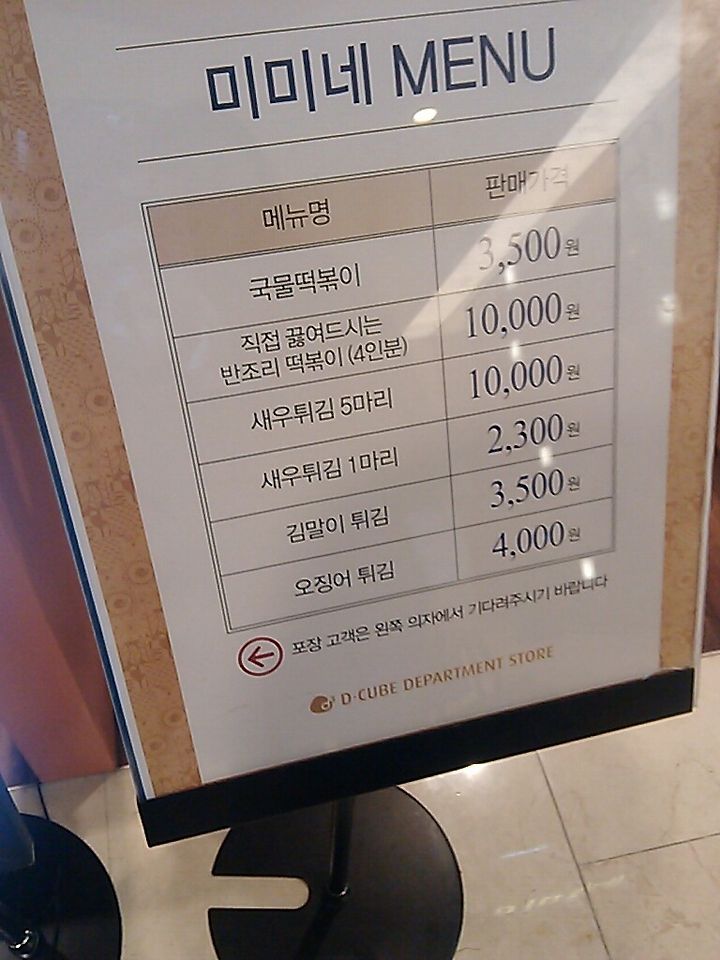 미미네 MENU
메뉴명 판매가격
국물떡볶이 3,500원
직접 끓여드시는
반조리 떡볶이 (4인분) 10,000원
새우튀김 5마리 10,000원
새우튀김 1마리 2,300원
김말이 튀김 3,500원
오징어 튀김 4,000원
포장 고객은 왼쪽 의자에서 기다려주시기 바랍니다
D·CUBE DEPARTMENT STORE